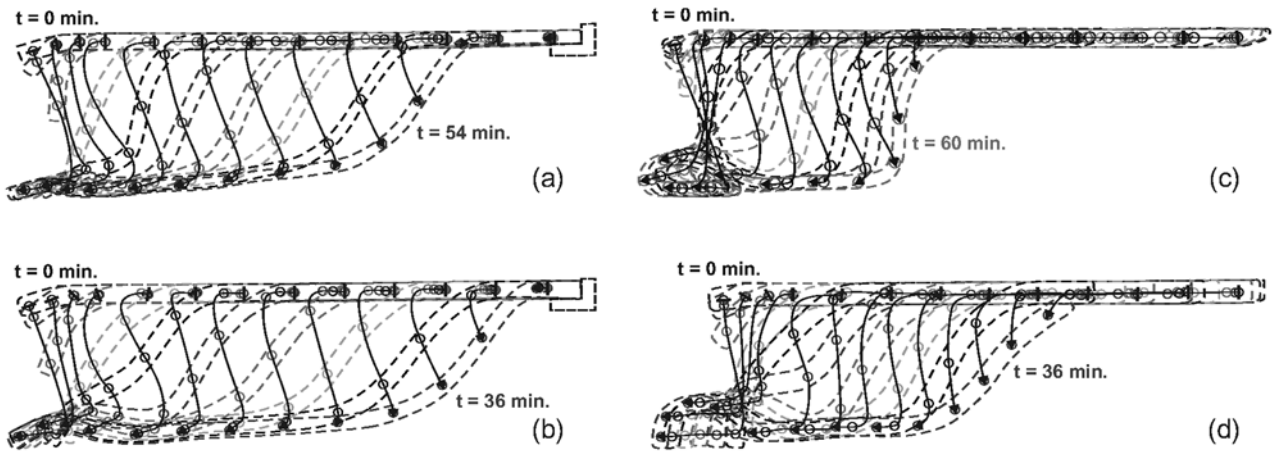 t = 0 min.
t = 54 min.
(a)
t = 0 min.
t = 60 min.
(c)
t = 0 min.
t = 36 min.
(b)
t = 0 min.
t = 36 min.
(d)